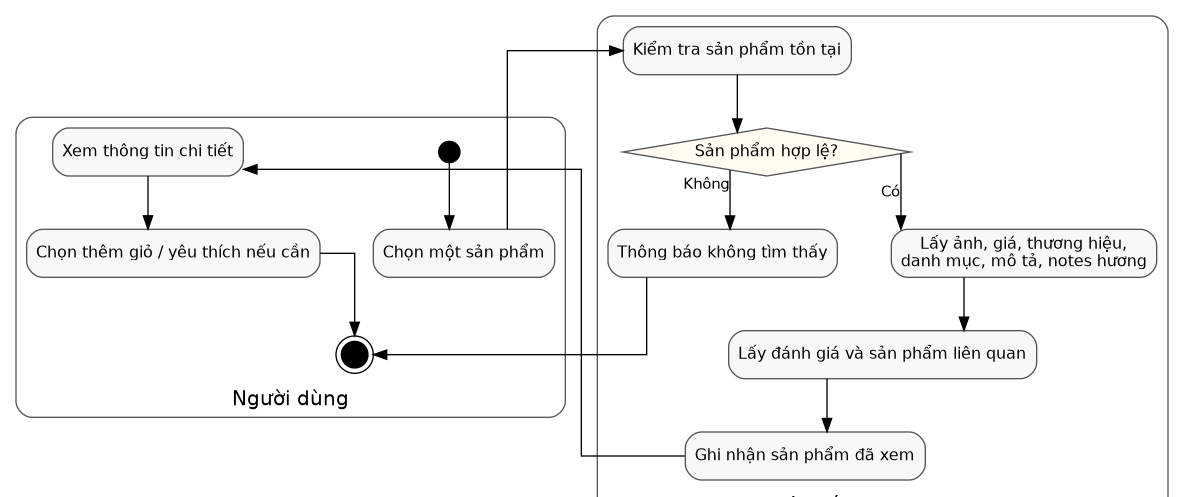 Kiểm tra sản phẩm tồn tại
Xem thông tin chi tiết
Sản phẩm hợp lệ?
Không
Có
Chọn thêm giỏ / yêu thích nếu cần
Chọn một sản phẩm
Thông báo không tìm thấy
Lấy ảnh, giá, thương hiệu,
danh mục, mô tả, notes hương
Lấy đánh giá và sản phẩm liên quan
Người dùng
Ghi nhận sản phẩm đã xem